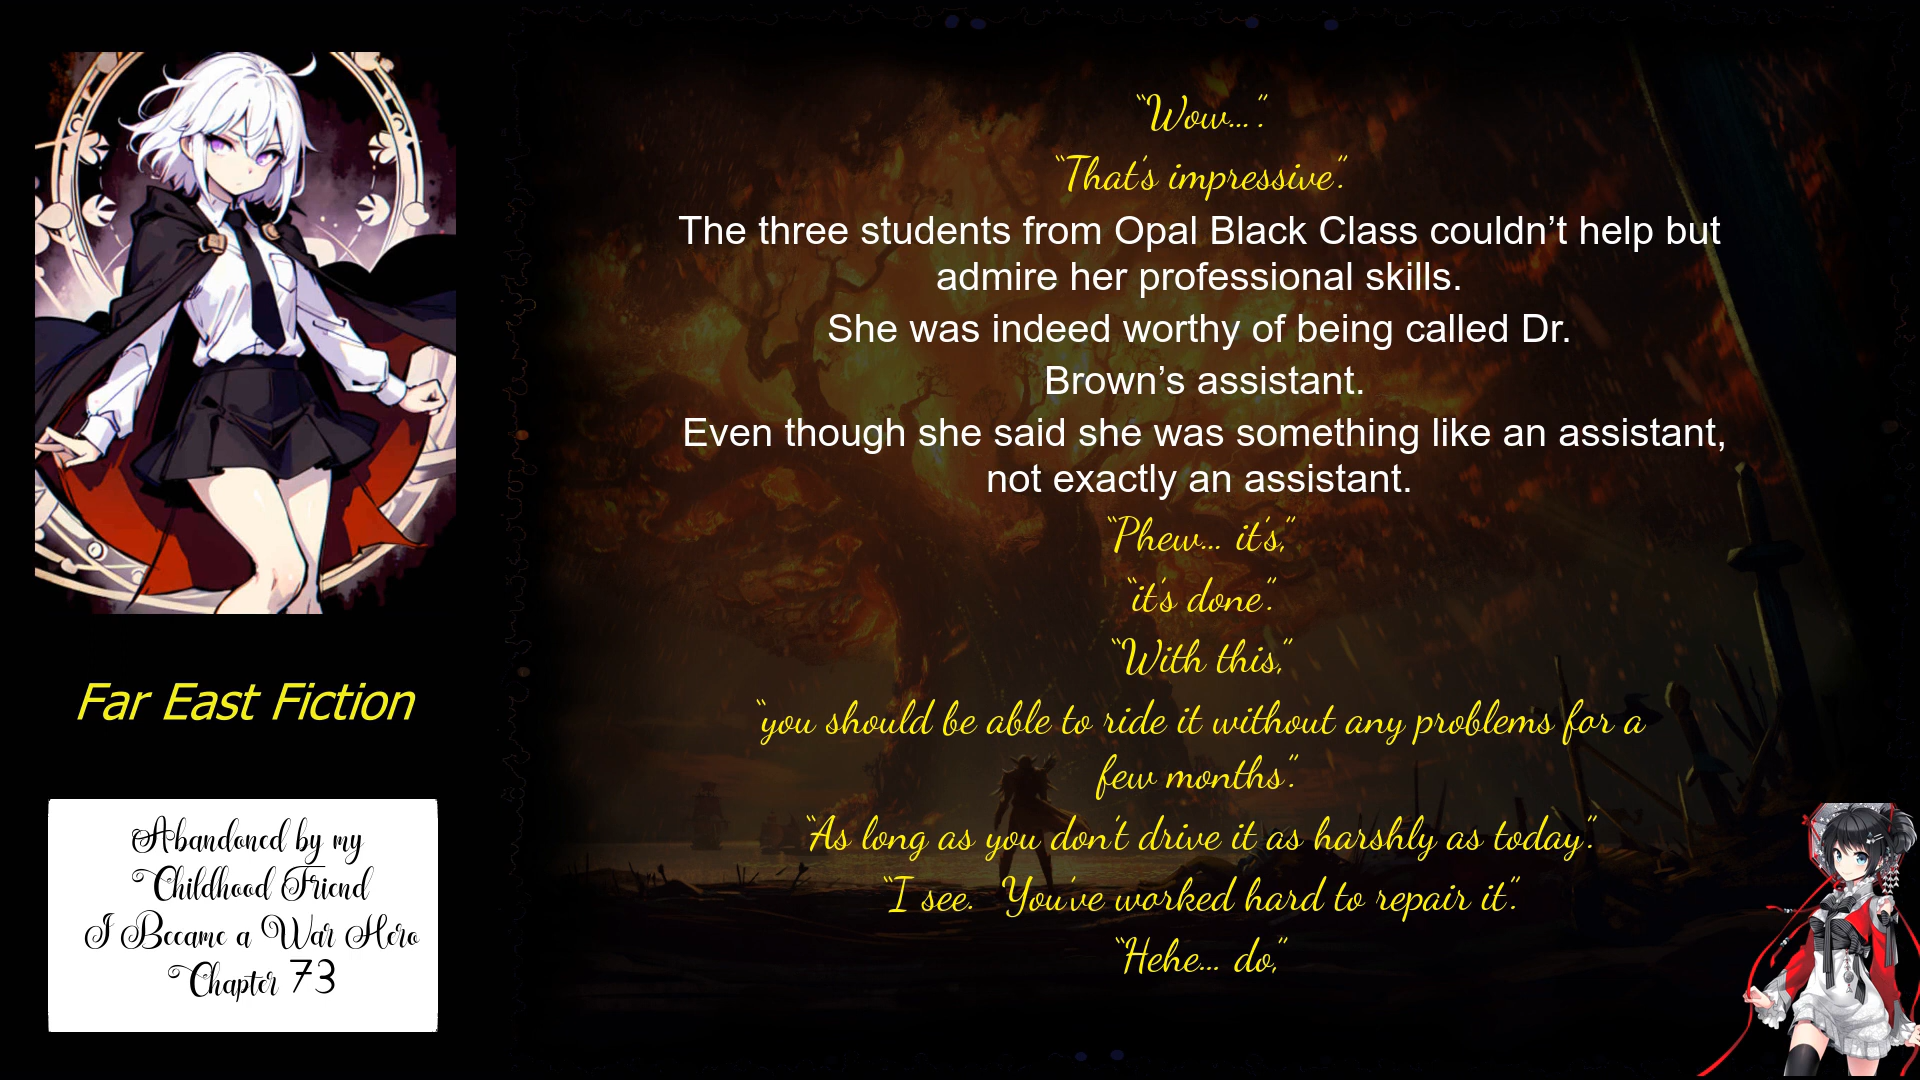 “Wow…”.
“That’s impressive”.
The three students from Opal Black Class couldn’t help but
admire her professional skills.
She was indeed worthy of being called Dr.
Brown’s assistant.
Even though she said she was something like an assistant,
not exactly an assistant.
“Phew… it’s,”
“it’s done”.
“With this,”
“you should be able to ride it without any problems for a
few months”.
“As long as you don’t drive it as harshly as today”.
“I see. You’ve worked hard to repair it”.
“Hehe… do,”
Far East Fiction
Abandoned by my
Childhood Friend
I Became a War Hero
Chapter 73